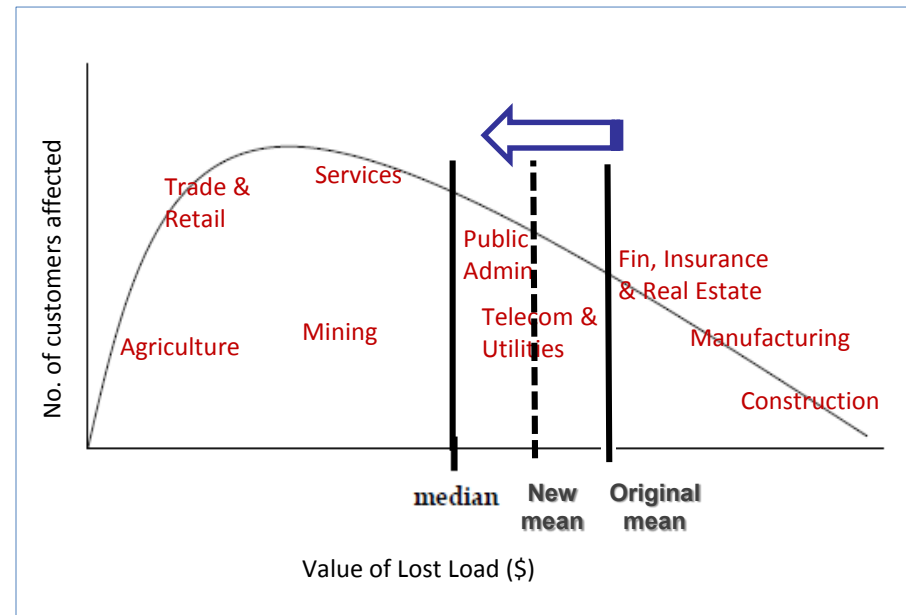 No. of customers affected
Trade &
Retail
Services
Agriculture
Mining
Public
Admin
Telecom &
Utilities
Fin, Insurance
& Real Estate
Manufacturing
Construction
median
New
mean
Original
mean
Value of Lost Load ($)